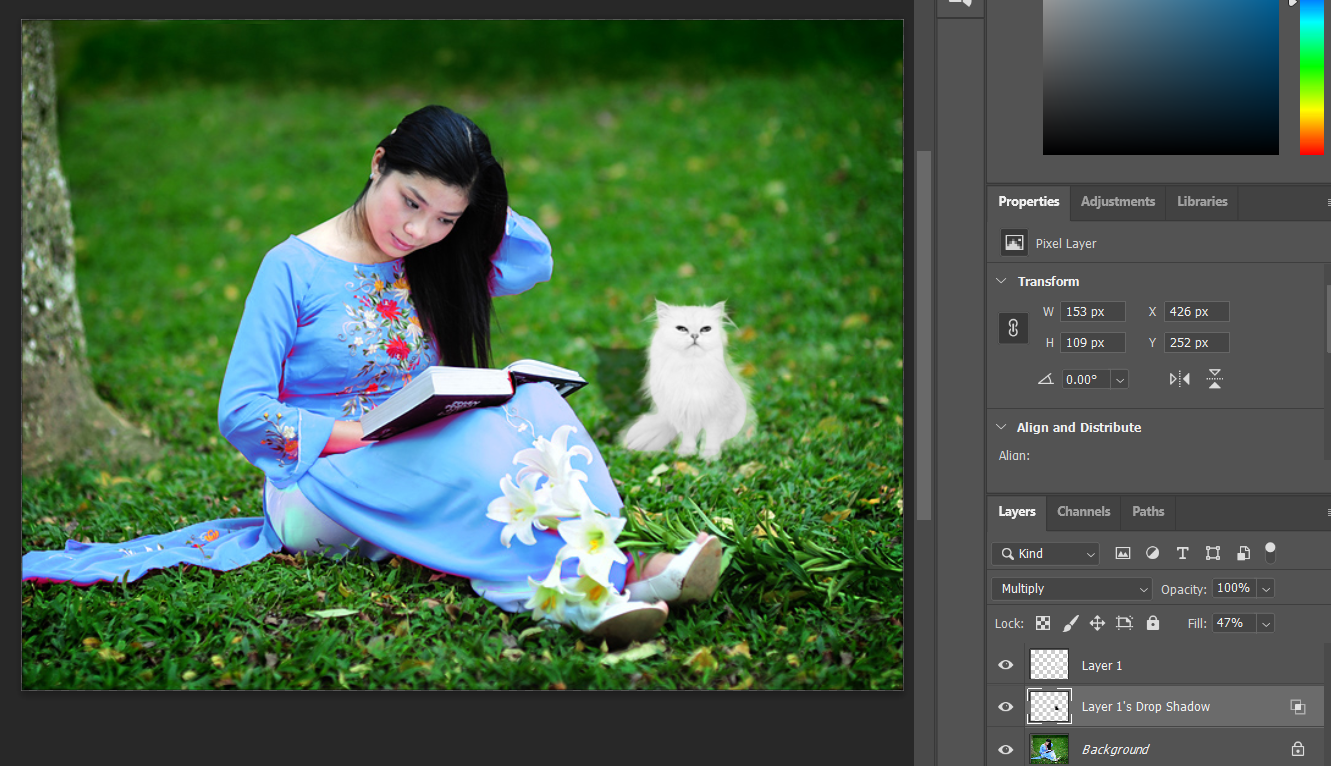 Properties Adjustments Libraries
Pixel Layer
Transform
W 153 px X 426 px
H 109 px Y 252 px
0.00°
Align and Distribute
Align:
Layers Channels Paths
Kind
Multiply Opacity: 100%
Lock: Fill: 47%
Layer 1
Layer 1's Drop Shadow
Background